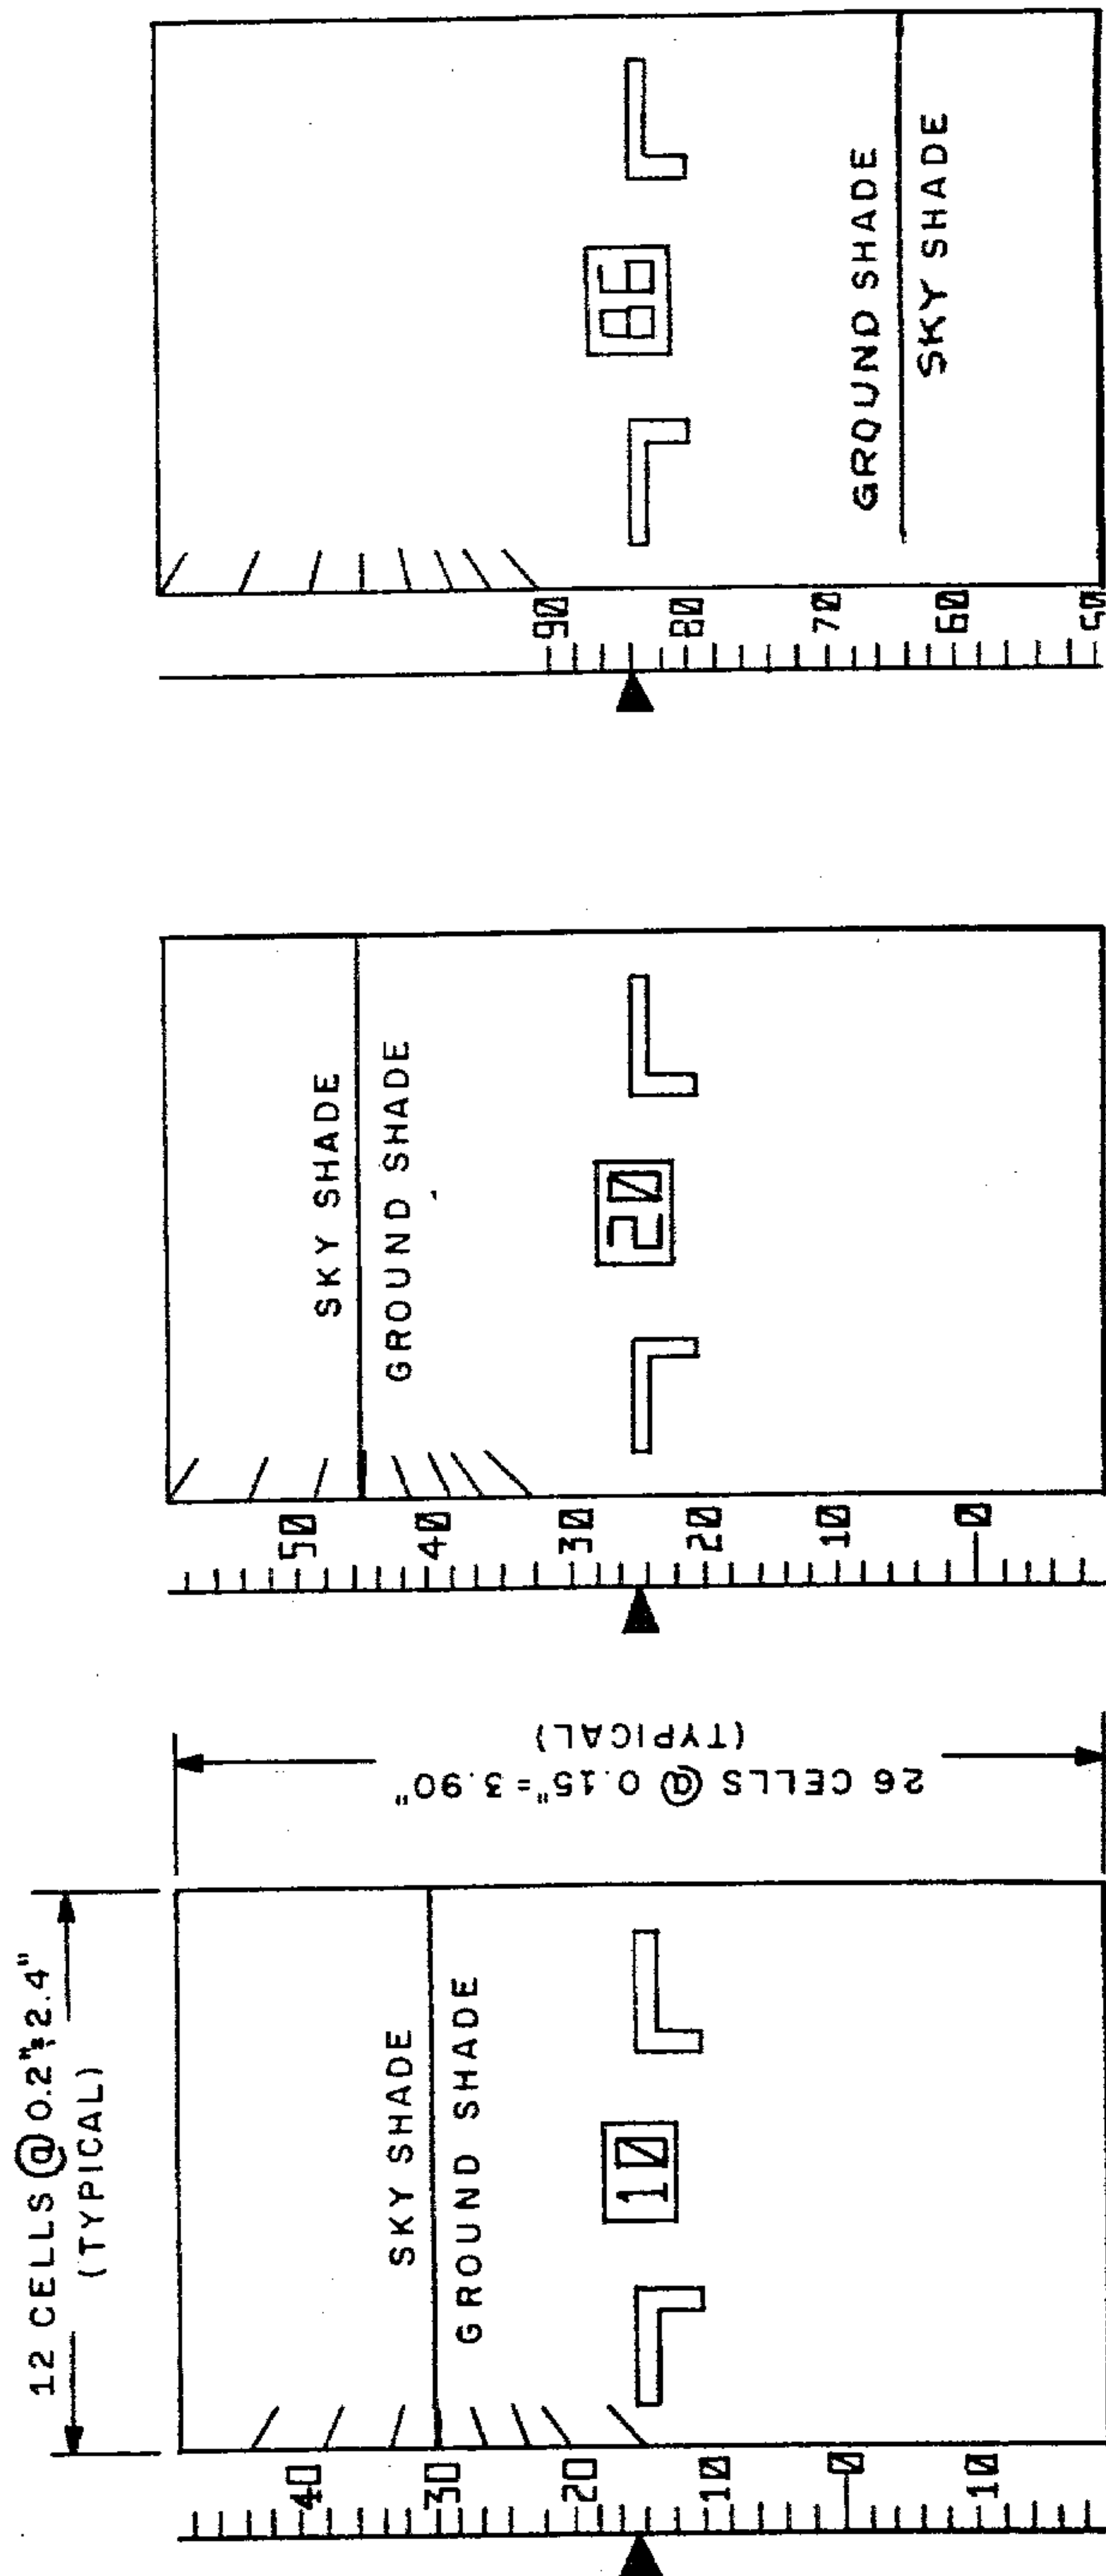 12 CELLS @ 0.2"=2.4"
(TYPICAL)
40
SKY SHADE
30
GROUND SHADE
20
10
10
0
10
26 CELLS @ 0.15"=3.90"
(TYPICAL)
50
SKY SHADE
40
GROUND SHADE
30
20
20
10
0
90
86
80
70
GROUND SHADE
SKY SHADE
60
50